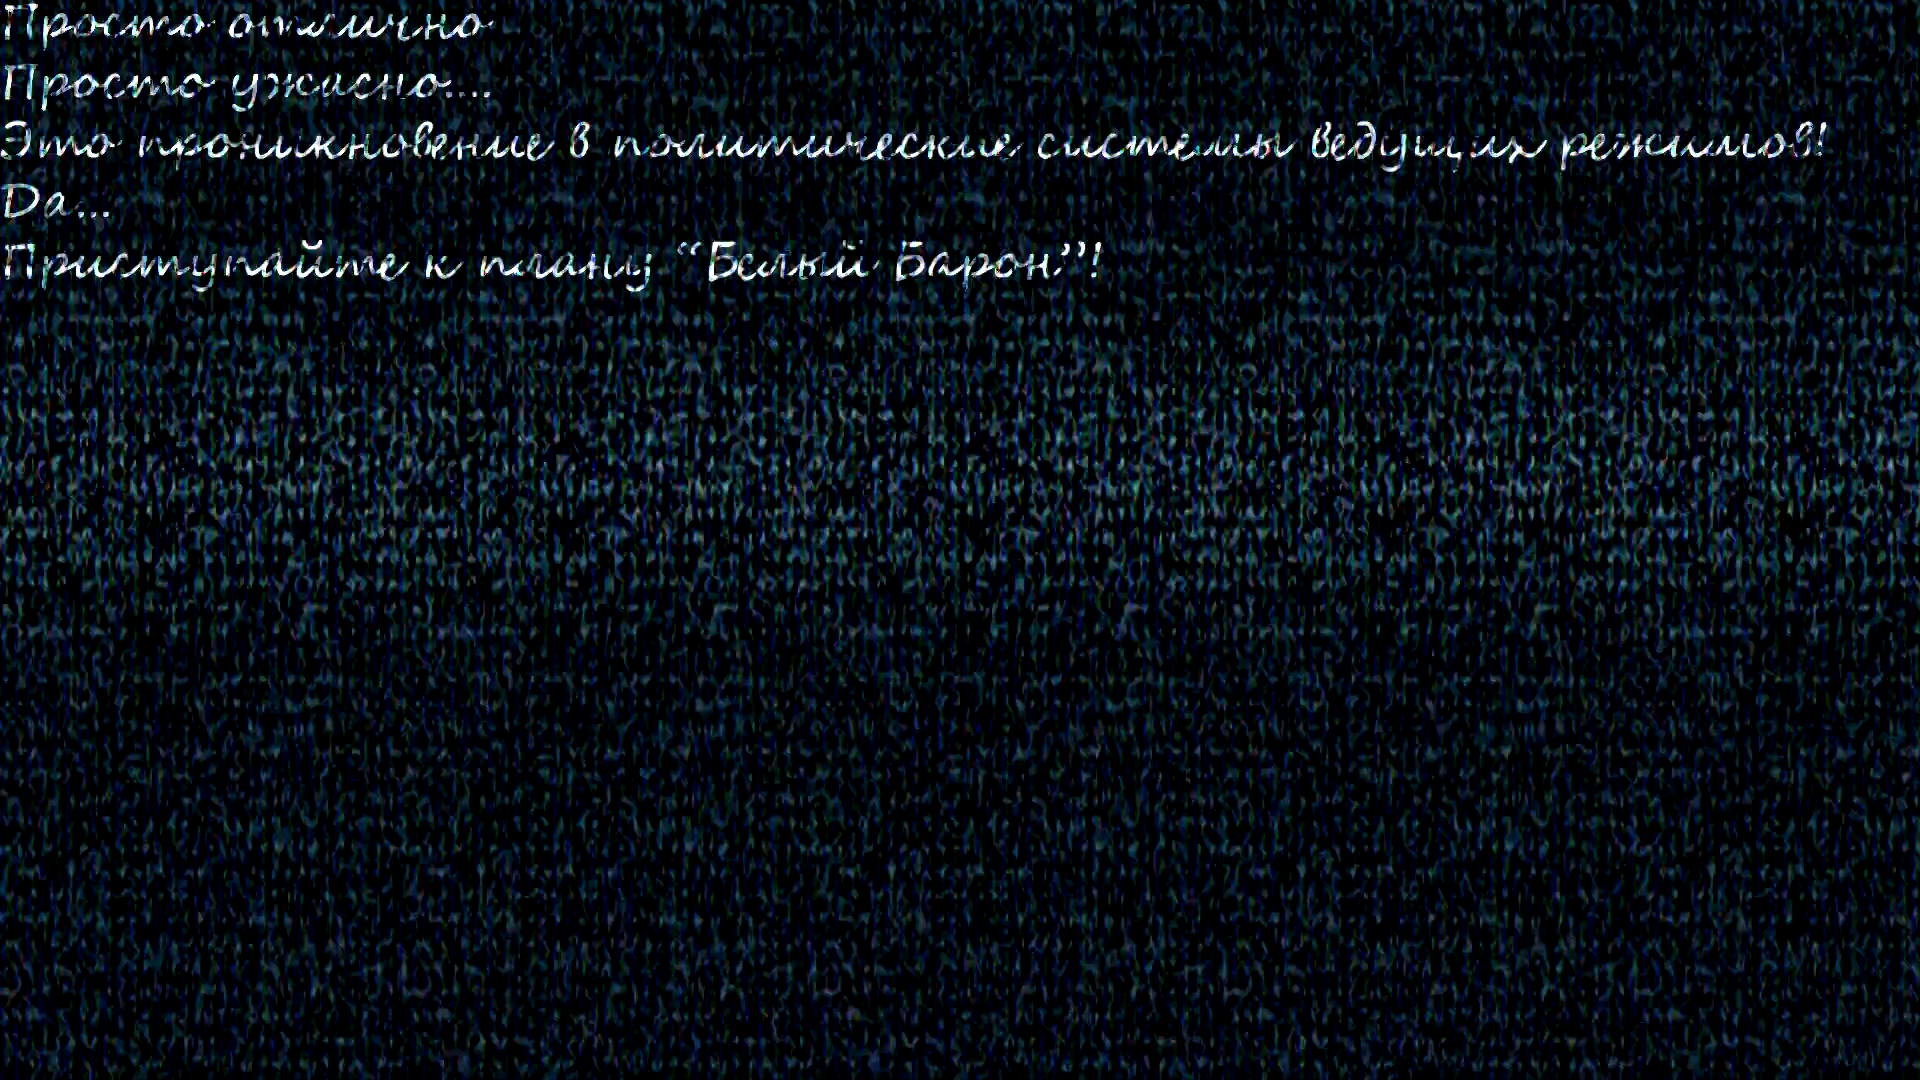 Просто отлично
Просто ужасно....
Это проникновение в политические системы ведущих режимов!
Да...
Приступайте к плану “Белый Барон”!